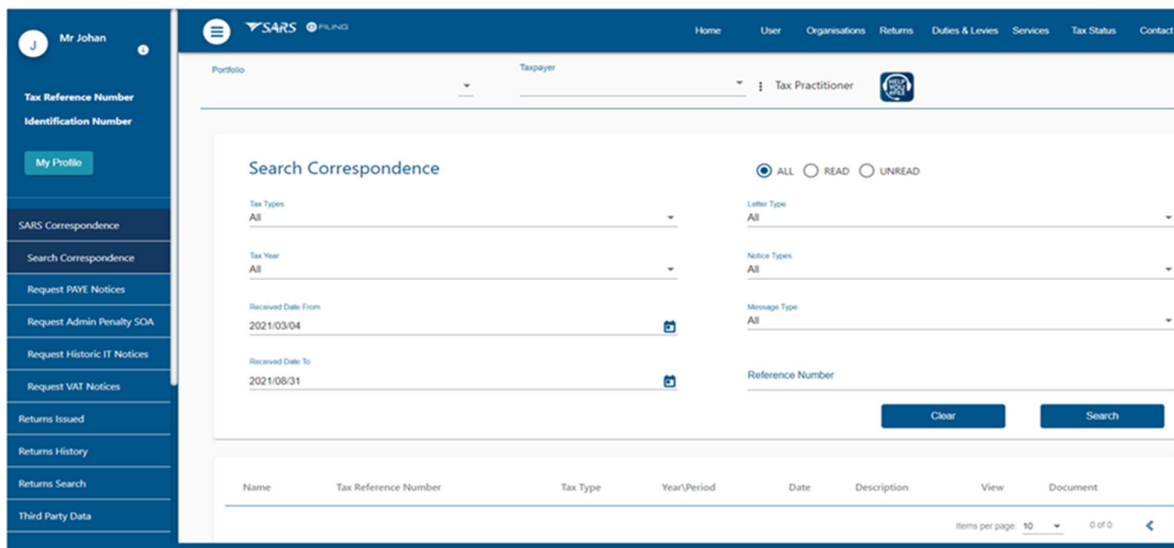 J
Mr Johan
Tax Reference Number
Identification Number
My Profile
SARS Correspondence
Search Correspondence
Request PAYE Notices
Request Admin Penalty SOA
Request Historic IT Notices
Request VAT Notices
Returns Issued
Returns History
Returns Search
Third Party Data
SARS eFILING
Home User Organisations Returns Duties & Levies Services Tax Status Contact
Portfolio Taxpayer
Tax Practitioner
HELP YOU eFILE
Search Correspondence
ALL READ UNREAD
Tax Types Letter Type
All All
Tax Year Notice Types
All All
Received Date From Message Type
2021/03/04 All
Received Date To
2021/08/31 Reference Number
Clear Search
Name Tax Reference Number Tax Type Year\Period Date Description View Document
Items per page: 10 0 of 0